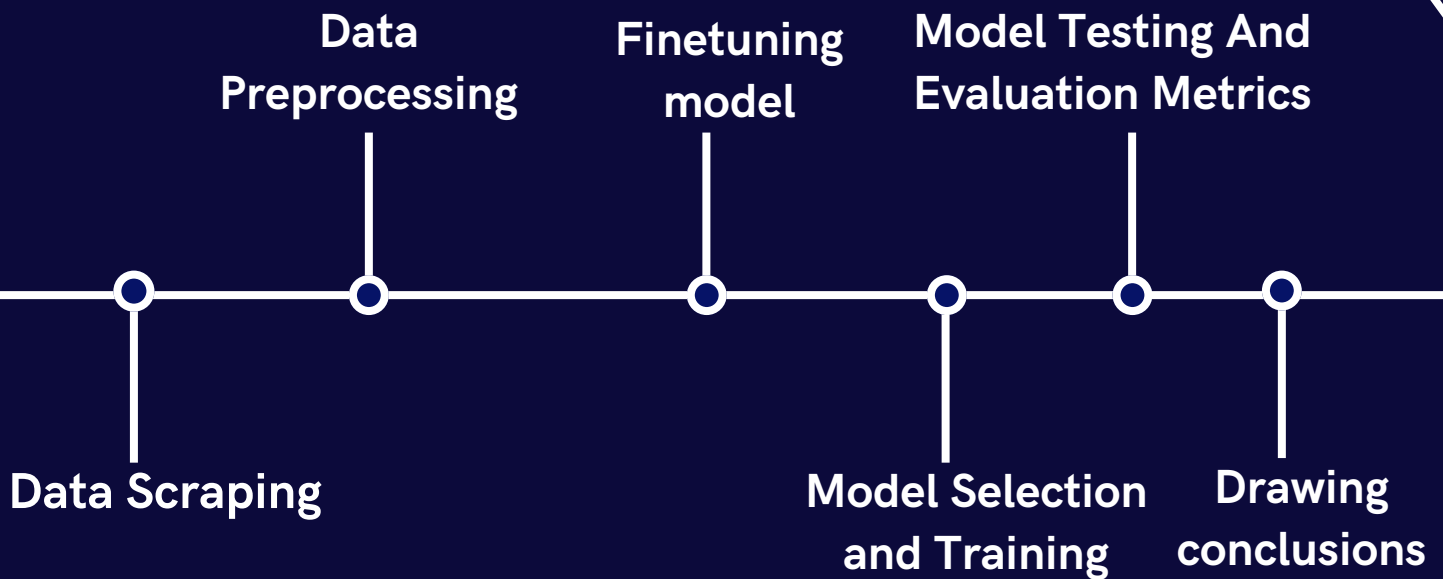 Data
Preprocessing
Finetuning
model
Model Testing And
Evaluation Metrics
Data Scraping
Model Selection
and Training
Drawing
conclusions